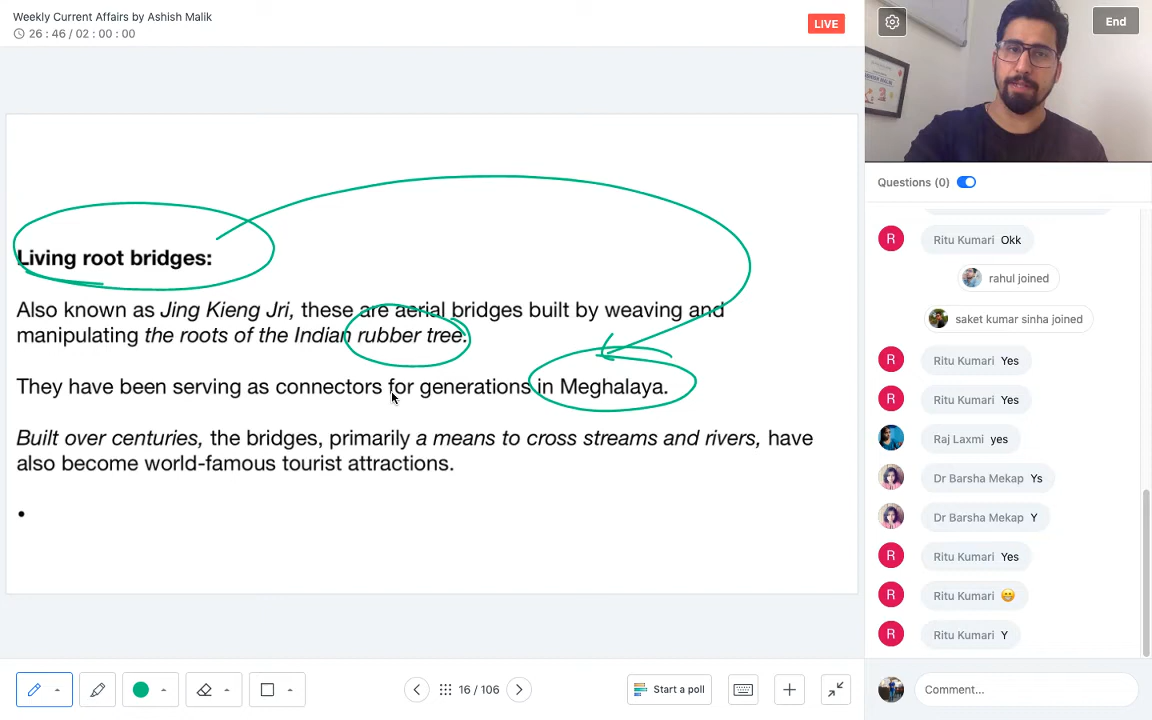 Weekly Current Affairs by Ashish Malik
26 : 46 / 02 : 00 : 00
LIVE
End
Living root bridges:
Also known as Jing Kieng Jri, these are aerial bridges built by weaving and
manipulating the roots of the Indian rubber tree.
They have been serving as connectors for generations in Meghalaya.
Built over centuries, the bridges, primarily a means to cross streams and rivers, have
also become world-famous tourist attractions.
•
16 / 106
Start a poll
Questions (0)
R Ritu Kumari Okk
rahul joined
saket kumar sinha joined
R Ritu Kumari Yes
R Ritu Kumari Yes
Raj Laxmi yes
Dr Barsha Mekap Ys
Dr Barsha Mekap Y
R Ritu Kumari Yes
R Ritu Kumari 😁
R Ritu Kumari Y
Comment...